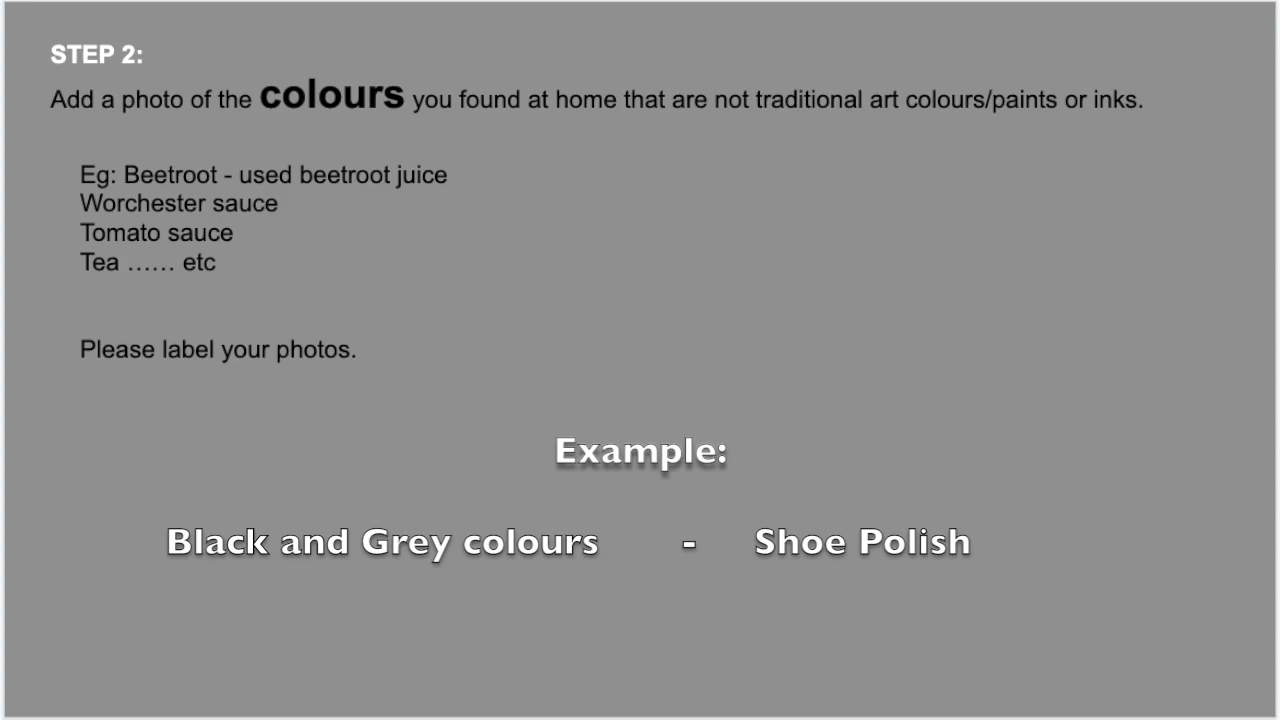 STEP 2:
Add a photo of the colours you found at home that are not traditional art colours/paints or inks.
Eg: Beetroot - used beetroot juice
Worchester sauce
Tomato sauce
Tea …… etc
Please label your photos.
Example:
Black and Grey colours - Shoe Polish